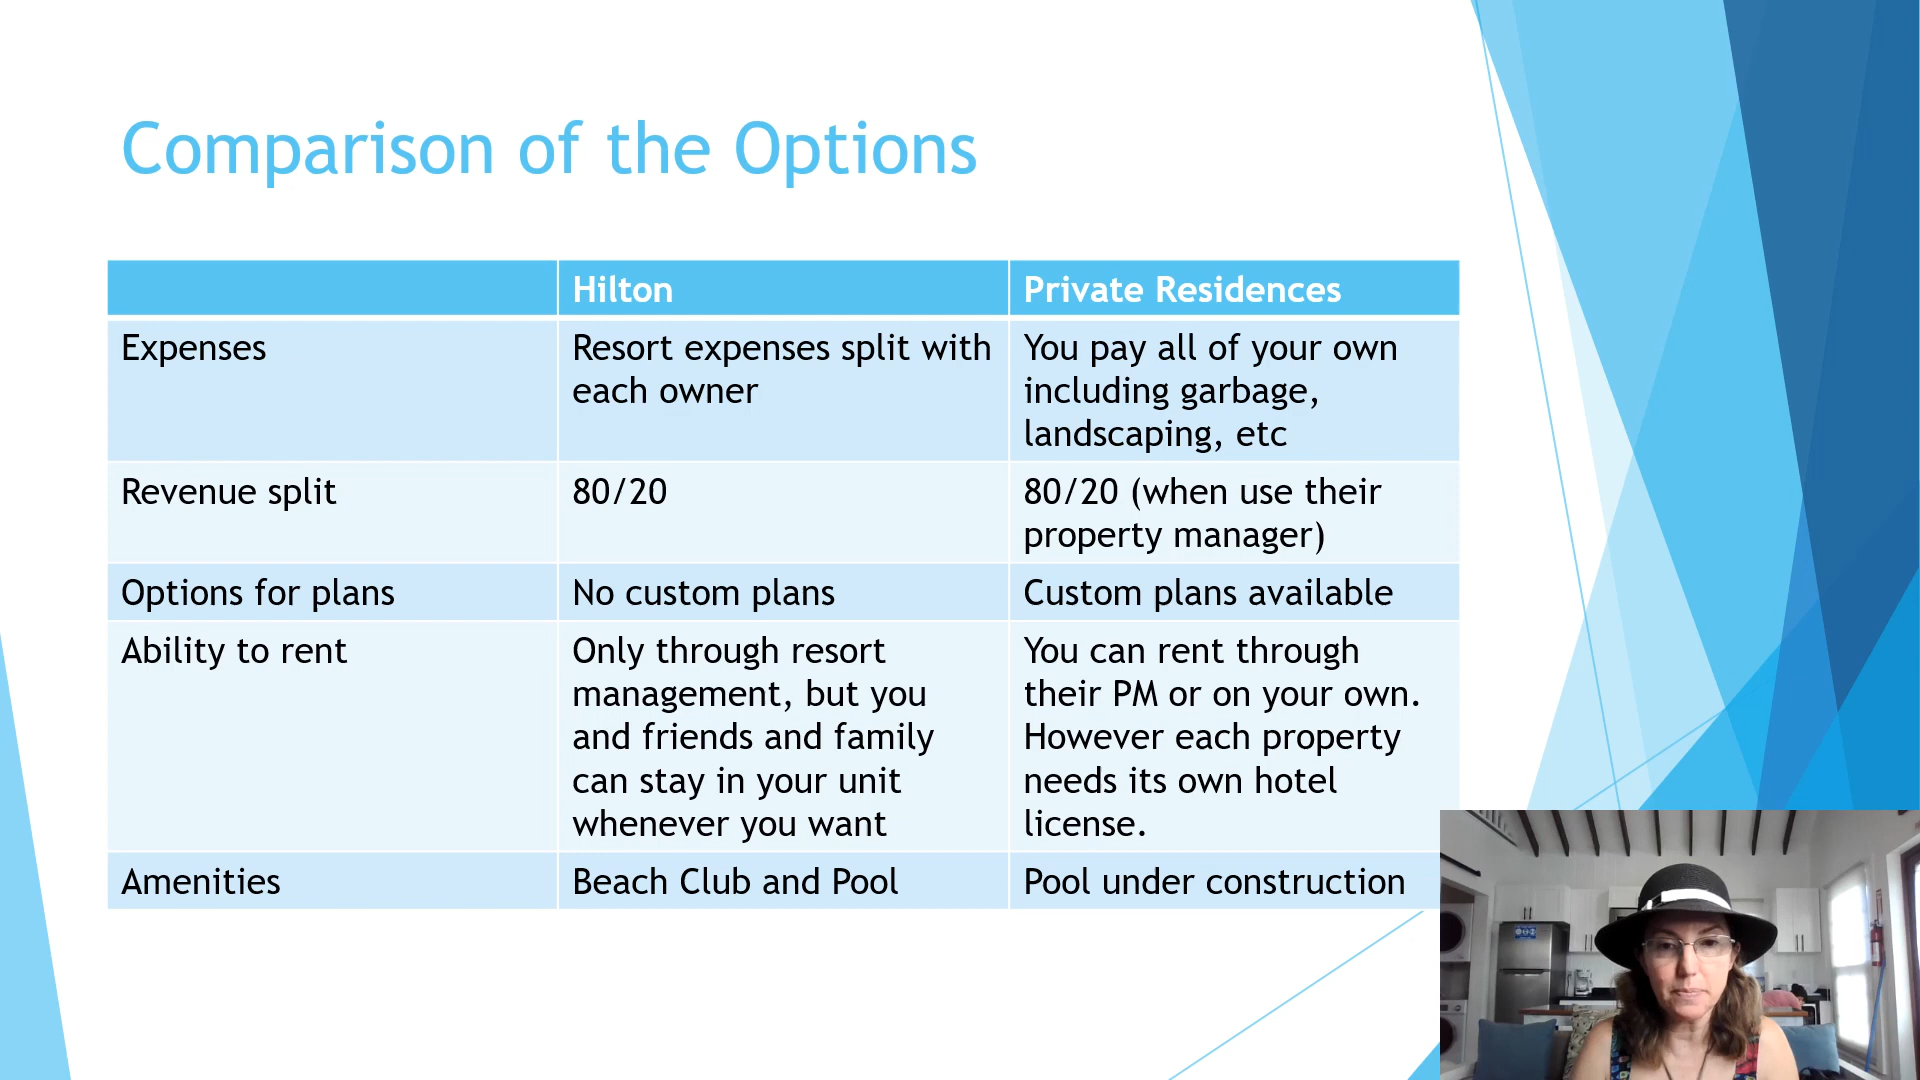 Comparison of the Options
Hilton
Private Residences
Expenses
Resort expenses split with
each owner
You pay all of your own
including garbage,
landscaping, etc
Revenue split
80/20
80/20 (when use their
property manager)
Options for plans
No custom plans
Custom plans available
Ability to rent
Only through resort
management, but you
and friends and family
can stay in your unit
whenever you want
You can rent through
their PM or on your own.
However each property
needs its own hotel
license.
Amenities
Beach Club and Pool
Pool under construction